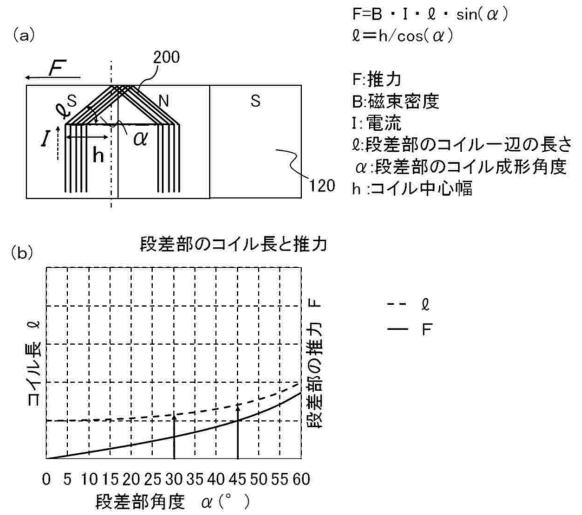 (a)
F=B・I・ℓ・sin(α)
ℓ=h/cos(α)
F:推力
B:磁束密度
I:電流
ℓ:段差部のコイル一辺の長さ
α:段差部のコイル成形角度
h:コイル中心幅
F
200
S
N
S
ℓ
α
I
h
120
(b)
段差部のコイル長と推力
コイル長 ℓ
段差部の推力 F
ℓ
F
0 5 10 15 20 25 30 35 40 45 50 55 60
段差部角度 α(°)